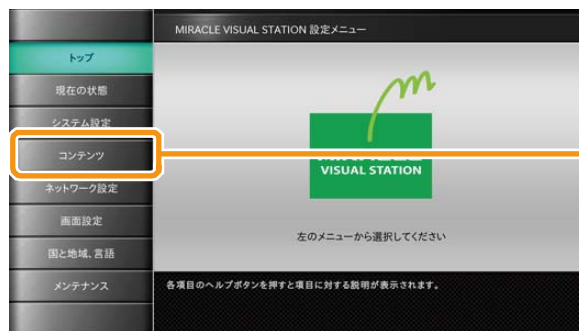 MIRACLE VISUAL STATION 設定メニュー
トップ
現在の状態
システム設定
コンテンツ
ネットワーク設定
画面設定
国と地域、言語
メンテナンス
VISUAL STATION
左のメニューから選択してください
各項目のヘルプボタンを押すと項目に対する説明が表示されます。